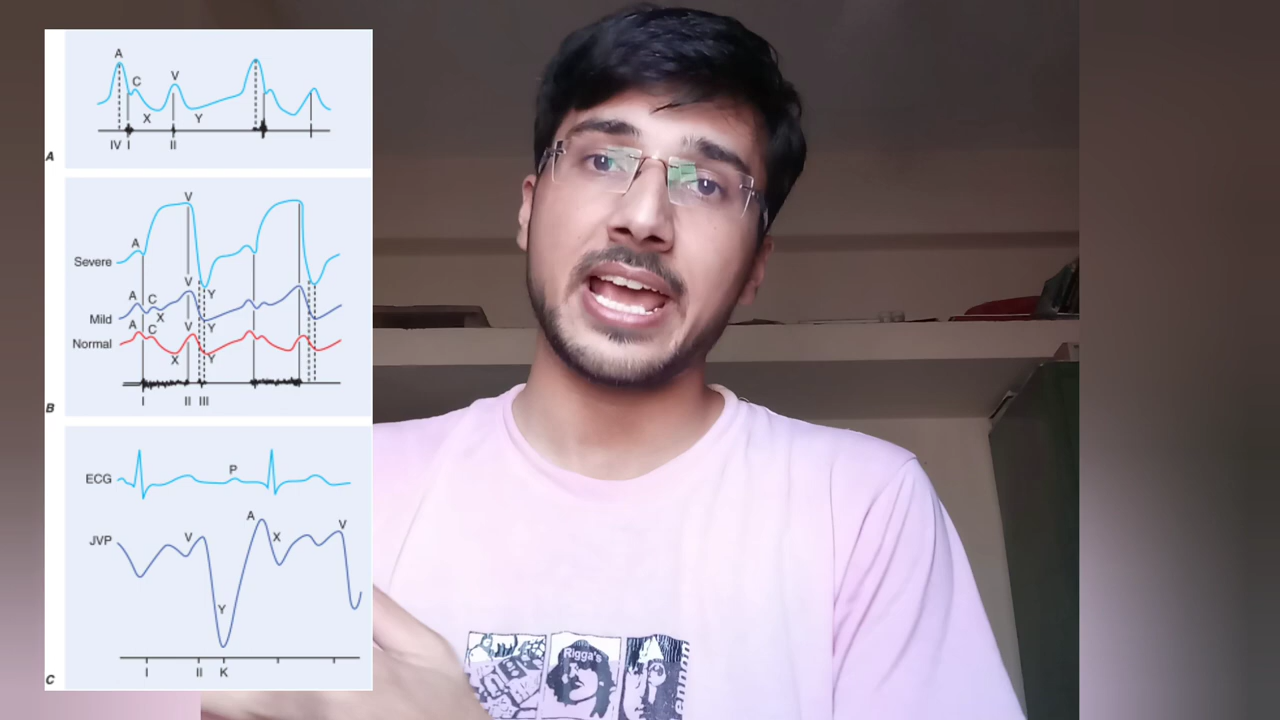 A
C
V
X
Y
IV I II
A
V
A
Severe
V
A C Y
X
Mild
A C V Y
Normal
X Y
I II III
B
ECG P
A V
JVP V X
Y
I II K
C
Rigga's